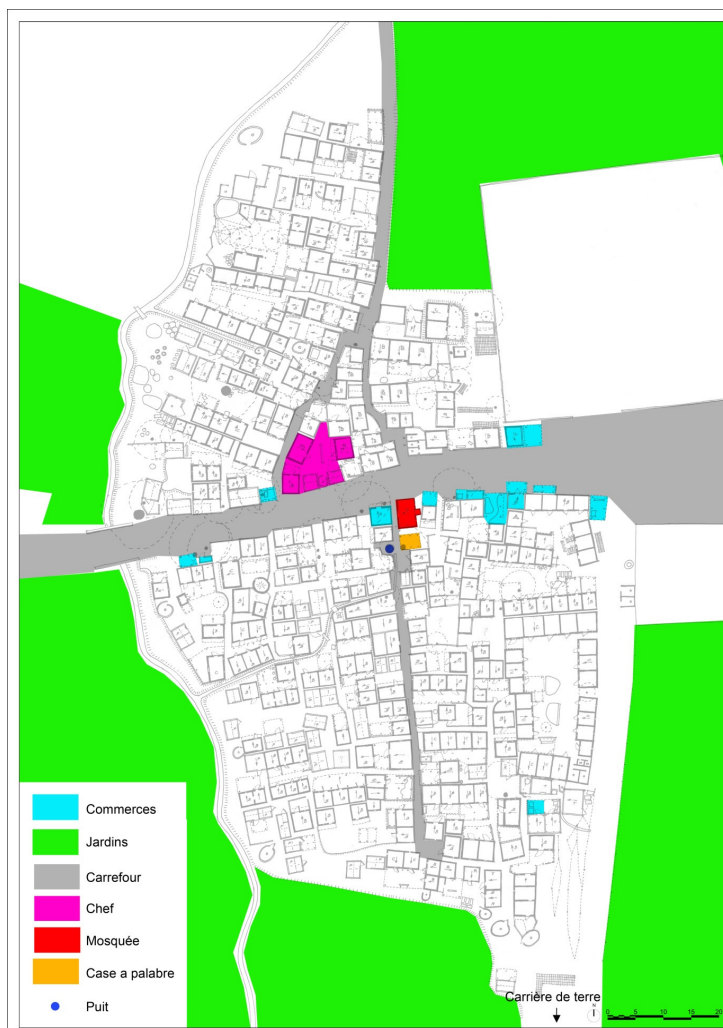 Commerces
Jardins
Carrefour
Chef
Mosquée
Case a palabre
Puit
Carrière de terre
N
0 5 10 15 20